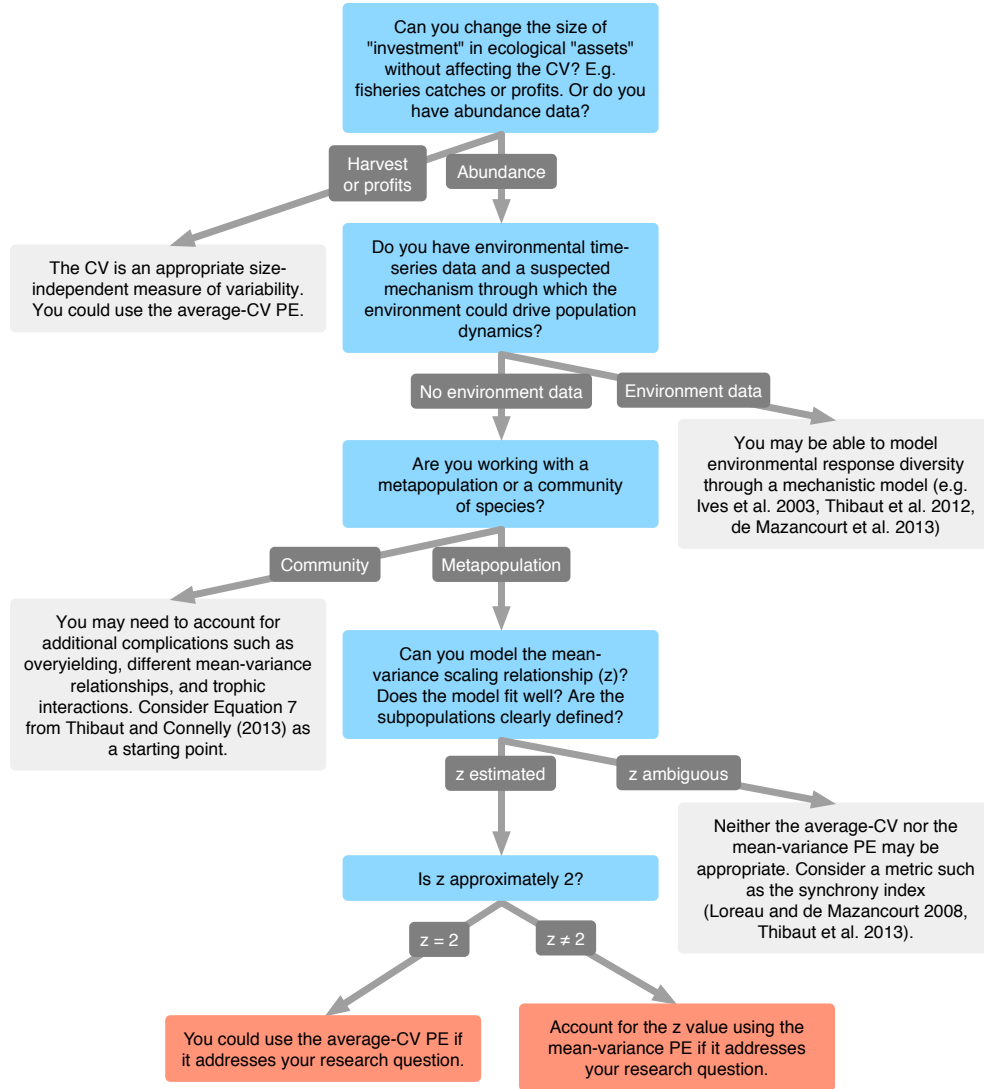 Can you change the size of
"investment" in ecological "assets"
without affecting the CV? E.g.
fisheries catches or profits. Or do you
have abundance data?
Harvest
or profits
Abundance
The CV is an appropriate size-
independent measure of variability.
You could use the average-CV PE.
Do you have environmental time-
series data and a suspected
mechanism through which the
environment could drive population
dynamics?
No environment data
Environment data
You may be able to model
environmental response diversity
through a mechanistic model (e.g.
Ives et al. 2003, Thibaut et al. 2012,
de Mazancourt et al. 2013)
Are you working with a
metapopulation or a community
of species?
Community
Metapopulation
You may need to account for
additional complications such as
overyielding, different mean-variance
relationships, and trophic
interactions. Consider Equation 7
from Thibaut and Connelly (2013) as
a starting point.
Can you model the mean-
variance scaling relationship (z)?
Does the model fit well? Are the
subpopulations clearly defined?
z estimated
z ambiguous
Neither the average-CV nor the
mean-variance PE may be
appropriate. Consider a metric such
as the synchrony index
(Loreau and de Mazancourt 2008,
Thibaut et al. 2013).
Is z approximately 2?
z = 2
z ≠ 2
You could use the average-CV PE if
it addresses your research question.
Account for the z value using the
mean-variance PE if it addresses
your research question.